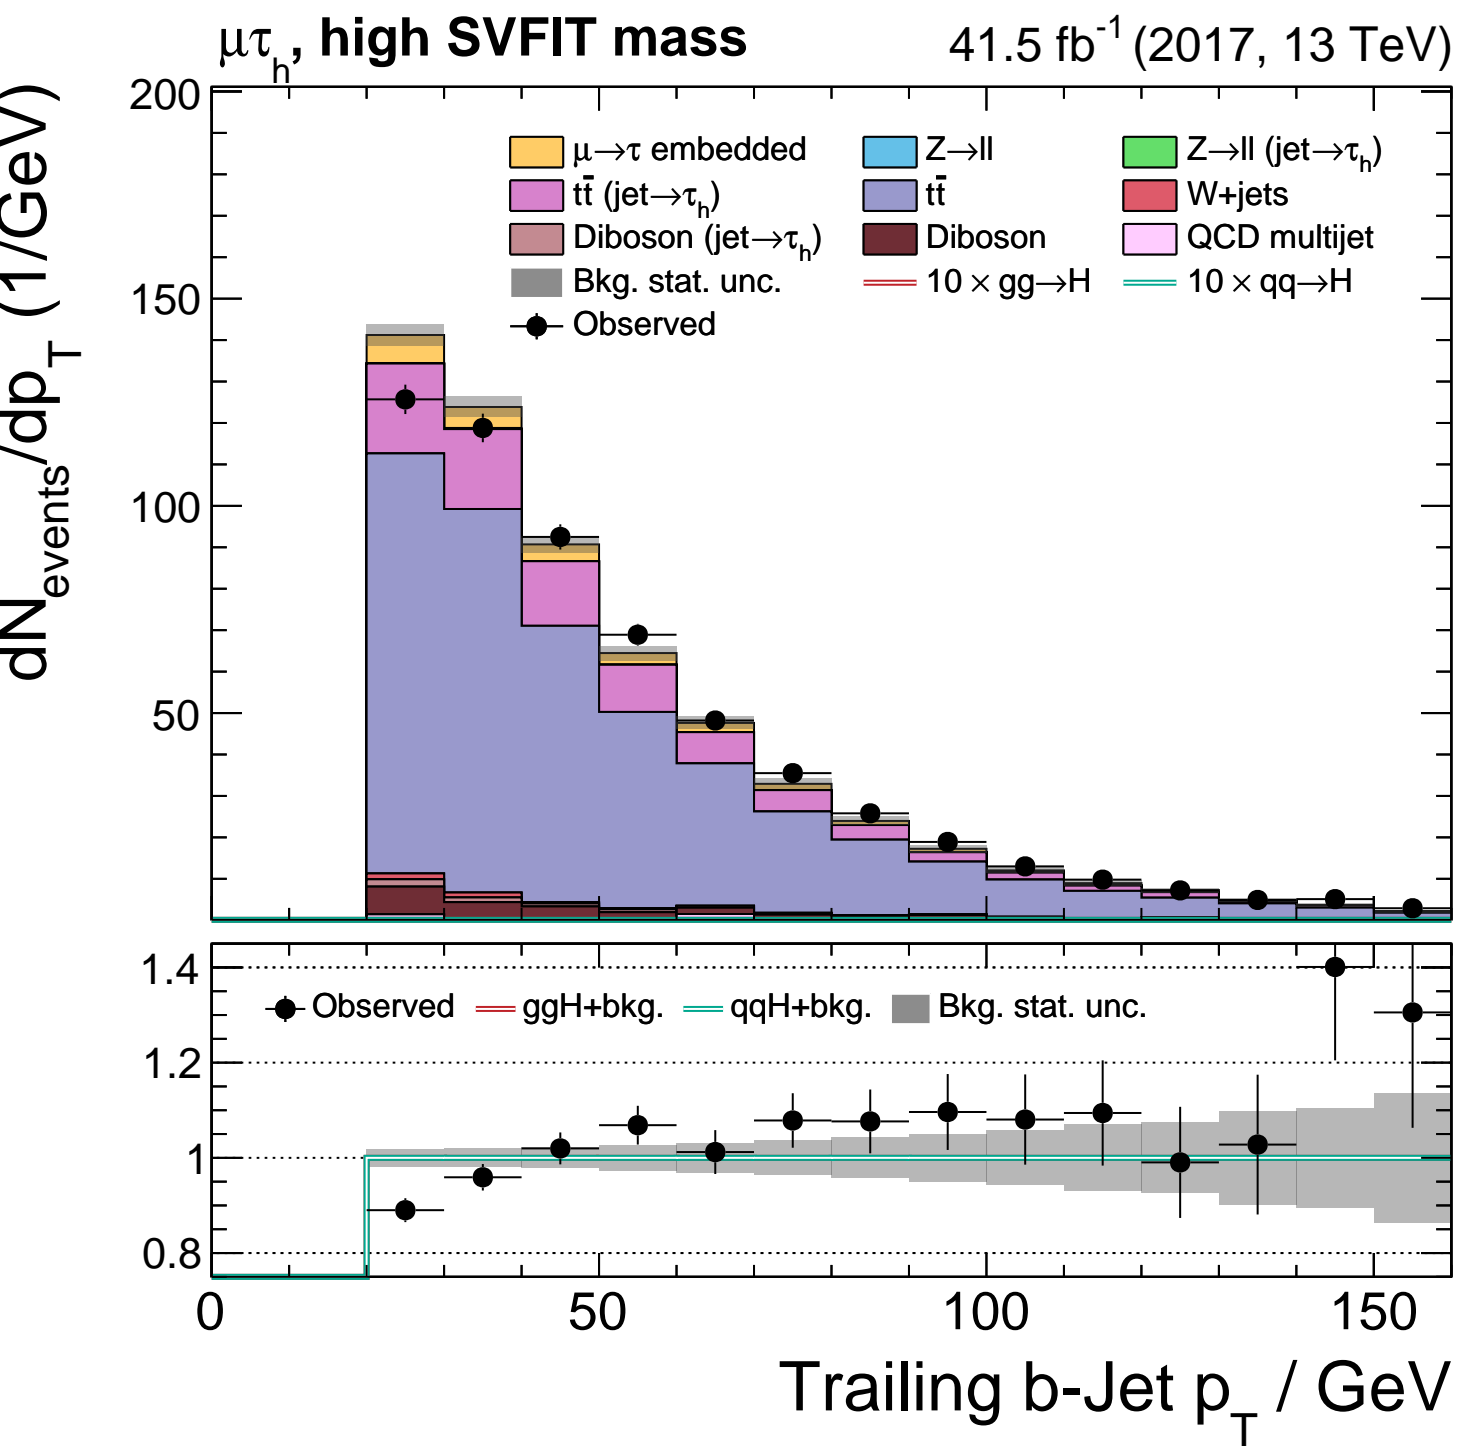 μτh, high SVFIT mass 41.5 fb-1 (2017, 13 TeV)
dNevents/dpT (1/GeV)
200
150
100
50
μ→τ embedded Z→ll Z→ll (jet→τh)
tt̄ (jet→τh) tt̄ W+jets
Diboson (jet→τh) Diboson QCD multijet
Bkg. stat. unc. 10 × gg→H 10 × qq→H
Observed
1.4
1.2
1
0.8
Observed ggH+bkg. qqH+bkg. Bkg. stat. unc.
0 50 100 150
Trailing b-Jet pT / GeV